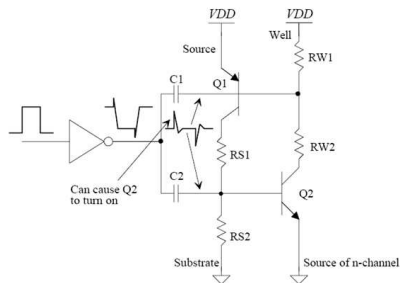 VDD
VDD
Source
Well
RW1
C1
Q1
RW2
RS1
Can cause Q2
to turn on
C2
Q2
RS2
Substrate
Source of n-channel